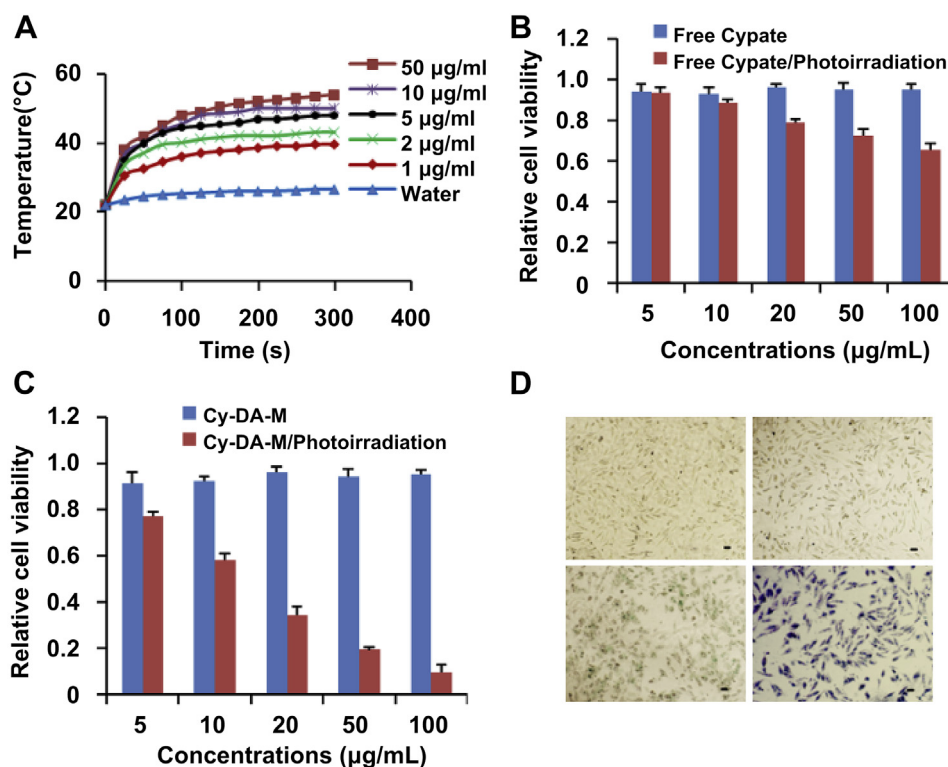 A
60
40
20
0
Temperature(°C)
0 100 200 300 400
Time (s)
50 µg/ml
10 µg/ml
5 µg/ml
2 µg/ml
1 µg/ml
Water
B
1.2
1.0
0.8
0.6
0.4
0.2
0
Relative cell viability
Free Cypate
Free Cypate/Photoirradiation
5 10 20 50 100
Concentrations (µg/mL)
C
1.2
1.0
0.8
0.6
0.4
0.2
0
Relative cell viability
Cy-DA-M
Cy-DA-M/Photoirradiation
5 10 20 50 100
Concentrations (µg/mL)
D